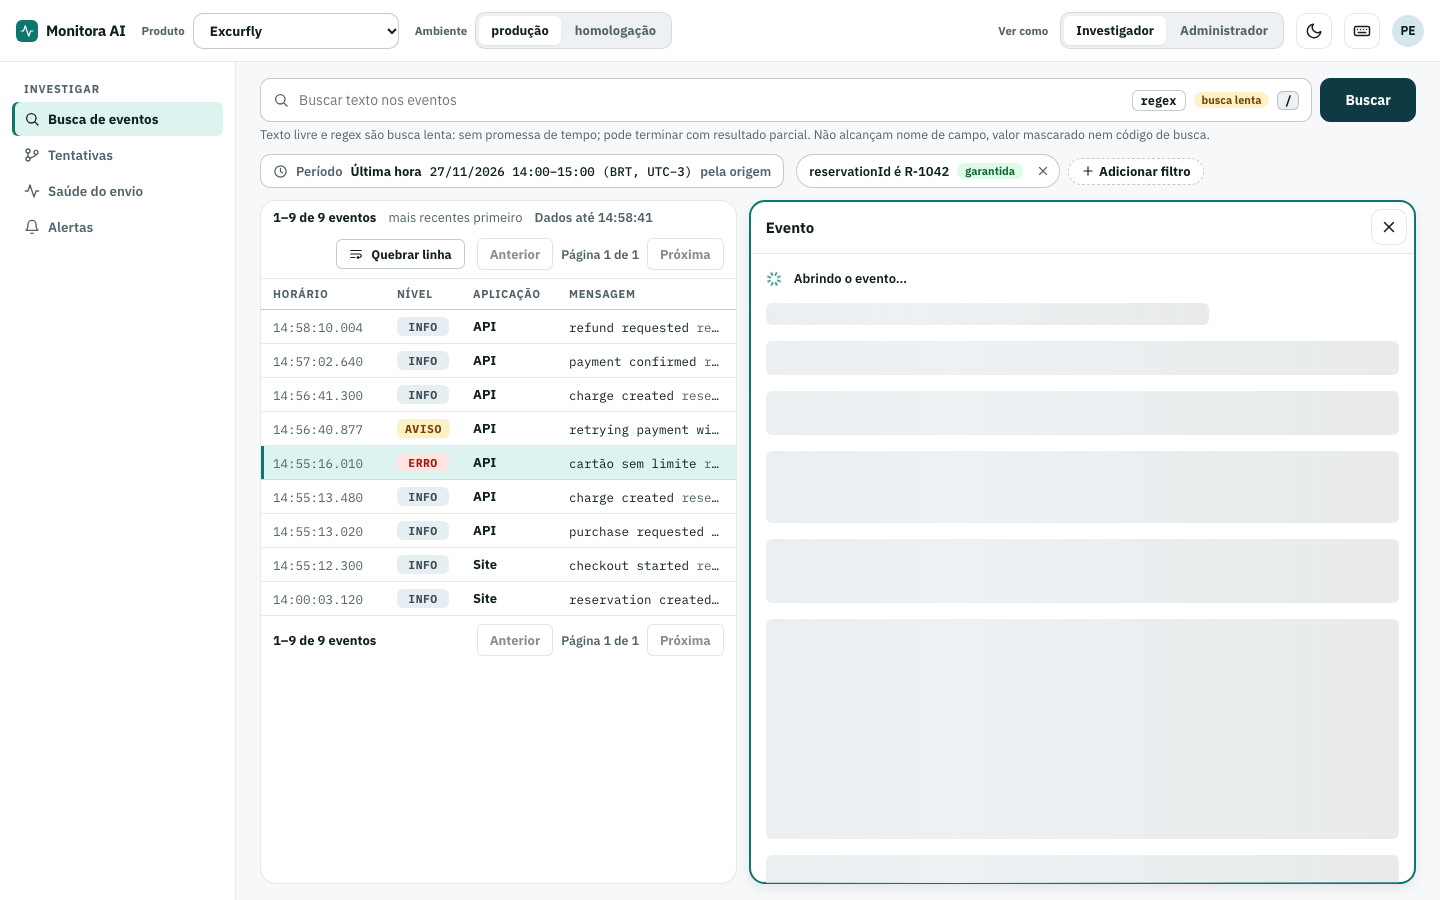 Monitora AI
Produto
Excurfly
Ambiente
produção
homologação
Ver como
Investigador
Administrador
PE
INVESTIGAR
Busca de eventos
Tentativas
Saúde do envio
Alertas
Buscar texto nos eventos
regex
busca lenta
/
Buscar
Texto livre e regex são busca lenta: sem promessa de tempo; pode terminar com resultado parcial. Não alcançam nome de campo, valor mascarado nem código de busca.
Período Última hora 27/11/2026 14:00–15:00 (BRT, UTC−3) pela origem
reservationId é R-1042 garantida
Adicionar filtro
1–9 de 9 eventos mais recentes primeiro Dados até 14:58:41
Quebrar linha
Anterior
Página 1 de 1
Próxima
HORÁRIO NÍVEL APLICAÇÃO MENSAGEM
14:58:10.004 INFO API refund requested re…
14:57:02.640 INFO API payment confirmed r…
14:56:41.300 INFO API charge created rese…
14:56:40.877 AVISO API retrying payment wi…
14:55:16.010 ERRO API cartão sem limite r…
14:55:13.480 INFO API charge created rese…
14:55:13.020 INFO API purchase requested …
14:55:12.300 INFO Site checkout started re…
14:00:03.120 INFO Site reservation created…
1–9 de 9 eventos
Anterior
Página 1 de 1
Próxima
Evento
Abrindo o evento...